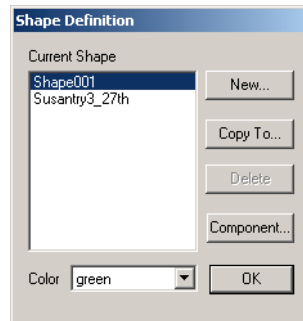 Shape Definition
Current Shape
Shape001
Susantry3_27th
New...
Copy To...
Delete
Component...
Color green
OK